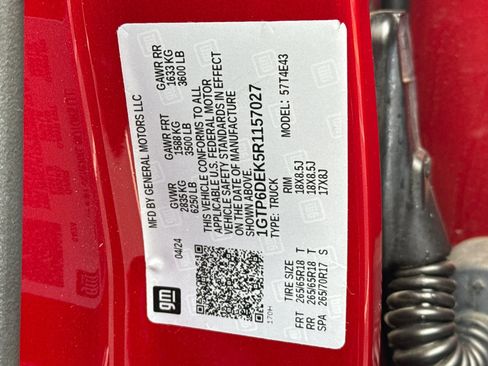 MFD BY GENERAL MOTORS LLC
04/24
GVWR
2835 KG
6250 LB
GAWR FRT
1588 KG
3500 LB
GAWR RR
1633 KG
3600 LB
THIS VEHICLE CONFORMS TO ALL
APPLICABLE U.S. FEDERAL MOTOR
VEHICLE SAFETY STANDARDS IN EFFECT
ON THE DATE OF MANUFACTURE
SHOWN ABOVE.
1GTP6DEK5R1157027
TYPE: TRUCK
MODEL: 57T4E43
TIRE SIZE RIM
FRT 265/65R18 T 18X8.5J
RR 265/65R18 T 18X8.5J
SPA 265/70R17 S 17X8J
gm
170H